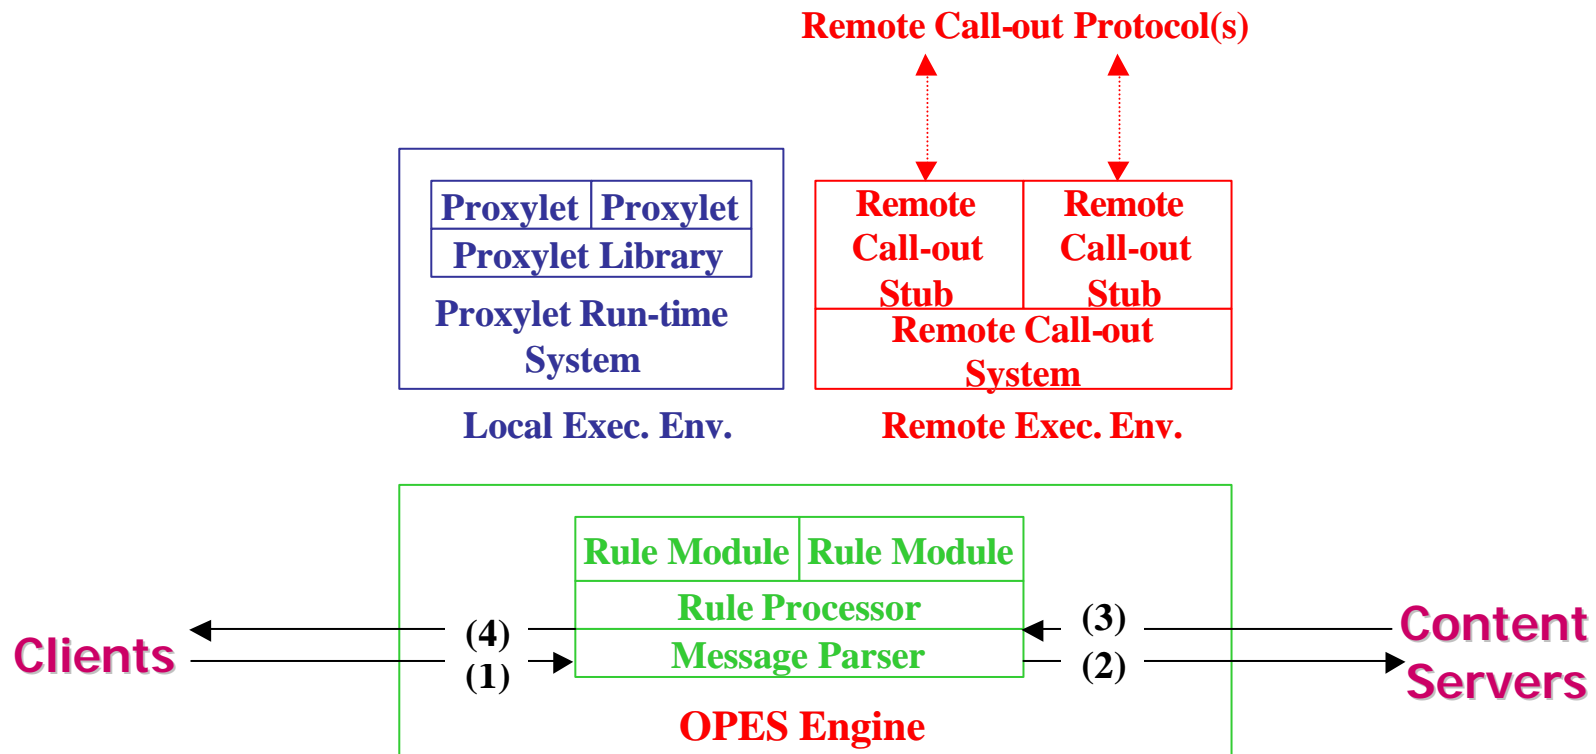 Remote Call-out Protocol(s)
Proxylet Proxylet
Proxylet Library
Proxylet Run-time
System
Local Exec. Env.
Remote
Call-out
Stub
Remote
Call-out
Stub
Remote Call-out
System
Remote Exec. Env.
Rule Module Rule Module
Rule Processor
Message Parser
Clients
(4)
(1)
(3)
(2)
Content
Servers
OPES Engine